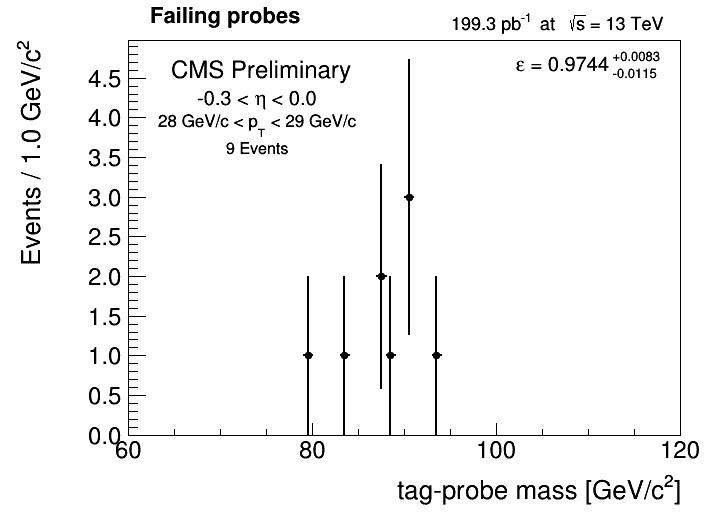 Failing probes
199.3 pb⁻¹ at √s = 13 TeV
CMS Preliminary
-0.3 < η < 0.0
28 GeV/c < p_T < 29 GeV/c
9 Events
ε = 0.9744 +0.0083 -0.0115
Events / 1.0 GeV/c²
4.5
4.0
3.5
3.0
2.5
2.0
1.5
1.0
0.5
0.0
60 80 100 120
tag-probe mass [GeV/c²]